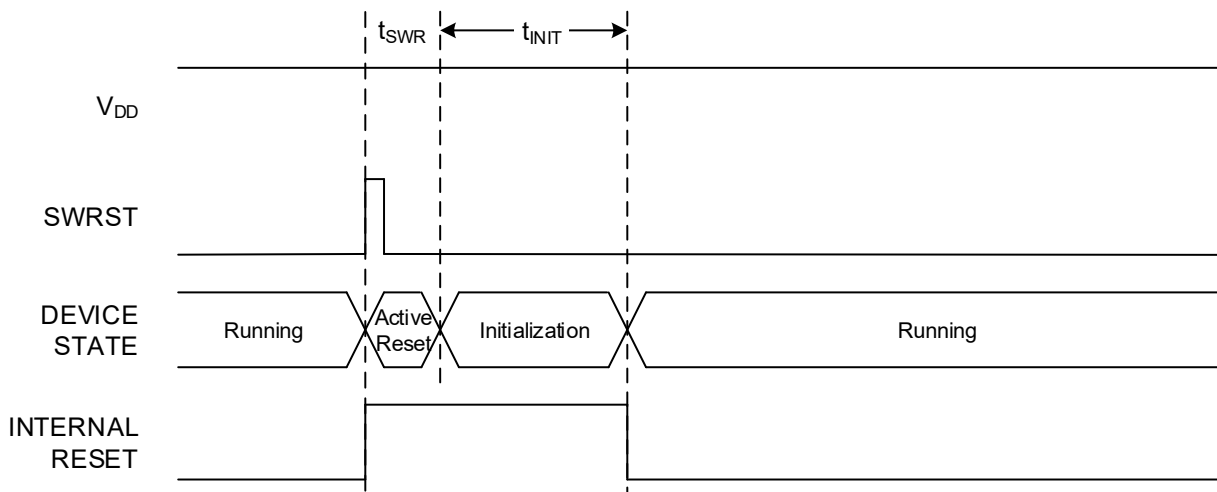 tSWR
tINIT
VDD
SWRST
DEVICE
STATE
Running
Active
Reset
Initialization
Running
INTERNAL
RESET